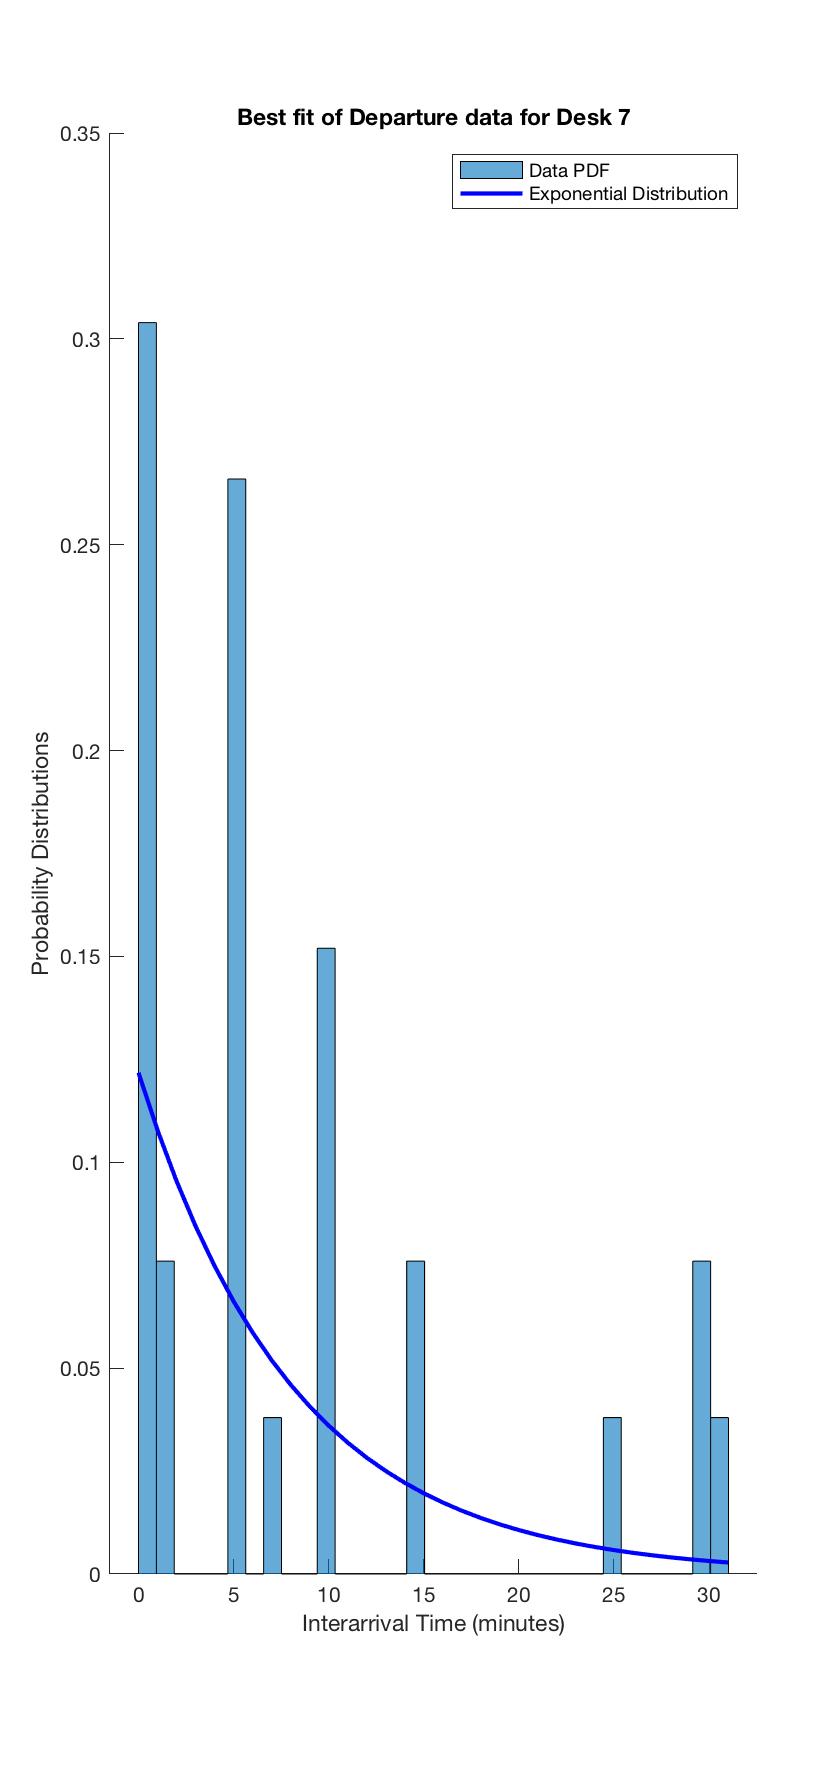 Best fit of Departure data for Desk 7
Data PDF
Exponential Distribution
0.35
0.3
0.25
0.2
0.15
0.1
0.05
0
Probability Distributions
0 5 10 15 20 25 30
Interarrival Time (minutes)